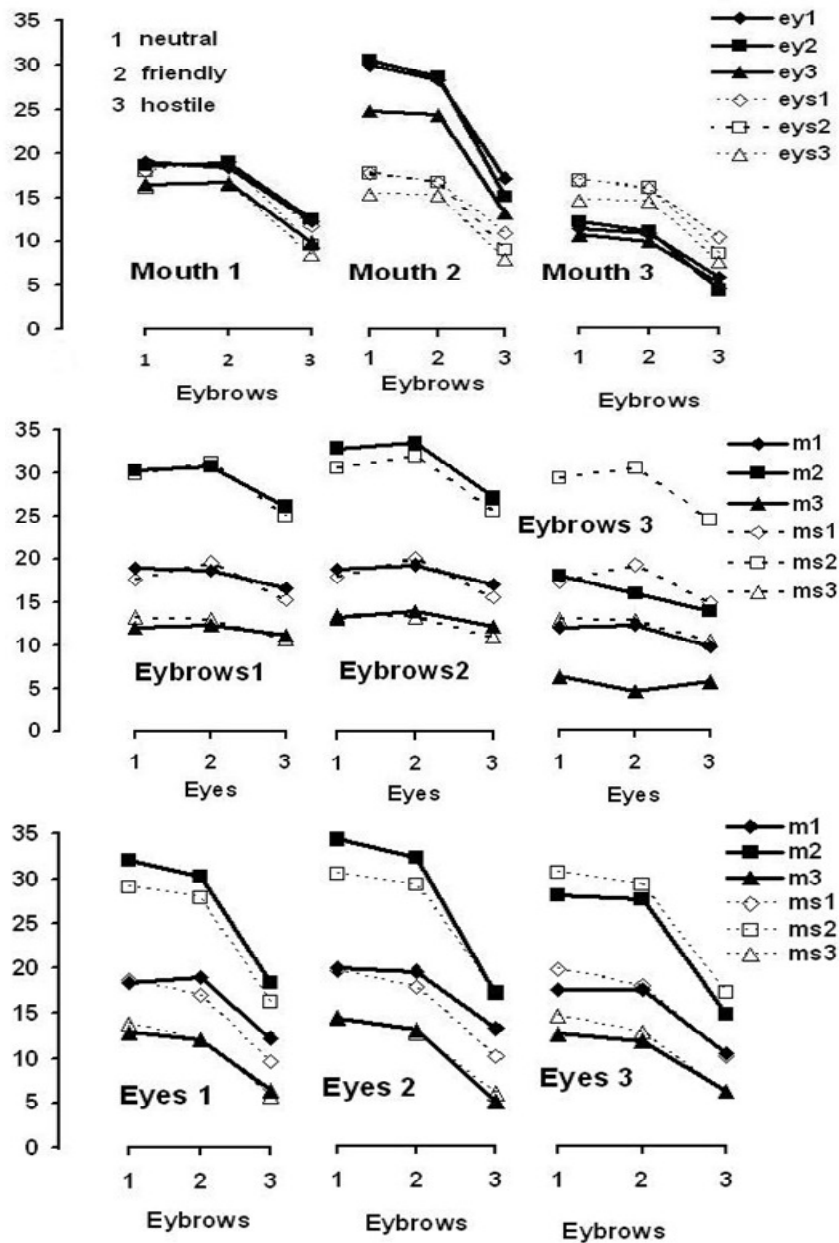 35
30
25
20
15
10
5
0
1 neutral
2 friendly
3 hostile
ey1
ey2
ey3
eys1
eys2
eys3
Mouth 1
Mouth 2
Mouth 3
1 2 3
1 2 3
1 2 3
Eybrows
Eybrows
Eybrows
35
30
25
20
15
10
5
0
m1
m2
m3
ms1
ms2
ms3
Eybrows1
Eybrows2
Eybrows 3
1 2 3
1 2 3
1 2 3
Eyes
Eyes
Eyes
35
30
25
20
15
10
5
0
m1
m2
m3
ms1
ms2
ms3
Eyes 1
Eyes 2
Eyes 3
1 2 3
1 2 3
1 2 3
Eybrows
Eybrows
Eybrows